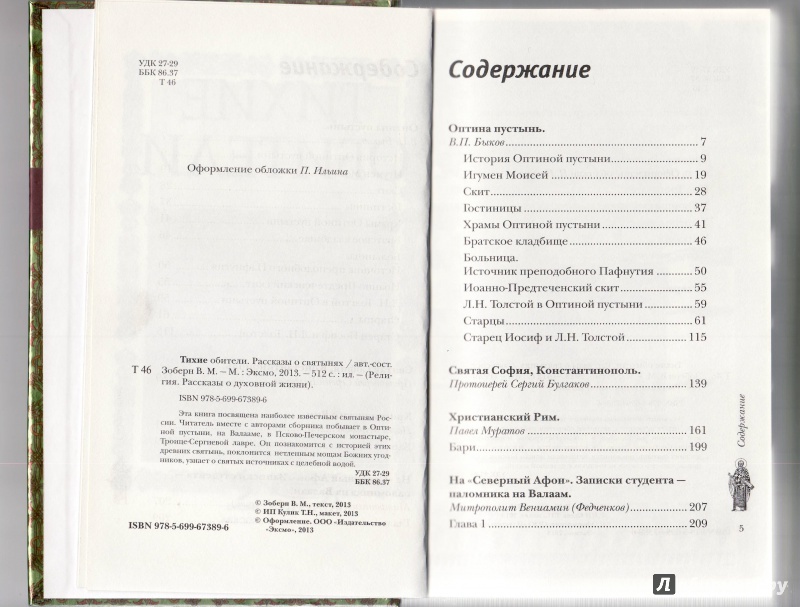 УДК 27-29
ББК 86.37
Т 46
Оформление обложки П. Ильина
Т 46
Тихие обители. Рассказы о святынях / авт.-сост.
Зоберн В. М. – М. : Эксмо, 2013. – 512 с. : ил. – (Рели-
гия. Рассказы о духовной жизни).
ISBN 978-5-699-67389-6
Эта книга посвящена наиболее известным святыням Рос-
сии. Читатель вместе с авторами сборника побывает в Опти-
ной пустыни, на Валааме, в Псково-Печерском монастыре,
Троице-Сергиевой лавре. Он познакомится с историей этих
древних святынь, поклонится нетленным мощам Божиих угод-
ников, узнает о святых источниках с целебной водой.
УДК 27-29
ББК 86.37
© Зоберн В. М., текст, 2013
© ИП Кулик Т.Н., макет, 2013
© Оформление, ООО «Издательство
«Эксмо», 2013
ISBN 978-5-699-67389-6
Содержание
Оптина пустынь.
В.П. Быков 7
История Оптиной пустыни 9
Игумен Моисей 19
Скит 28
Гостиницы 37
Храмы Оптиной пустыни 41
Братское кладбище 46
Больница.
Источник преподобного Пафнутия 50
Иоанно-Предтеченский скит 55
Л.Н. Толстой в Оптиной пустыни 59
Старцы 61
Старец Иосиф и Л.Н. Толстой 115
Святая София, Константинополь.
Протоиерей Сергий Булгаков 139
Христианский Рим.
Павел Муратов 161
Бари 199
На «Северный Афон». Записки студента —
паломника на Валаам.
Митрополит Вениамин (Федченков) 207
Глава 1 209
Содержание
5